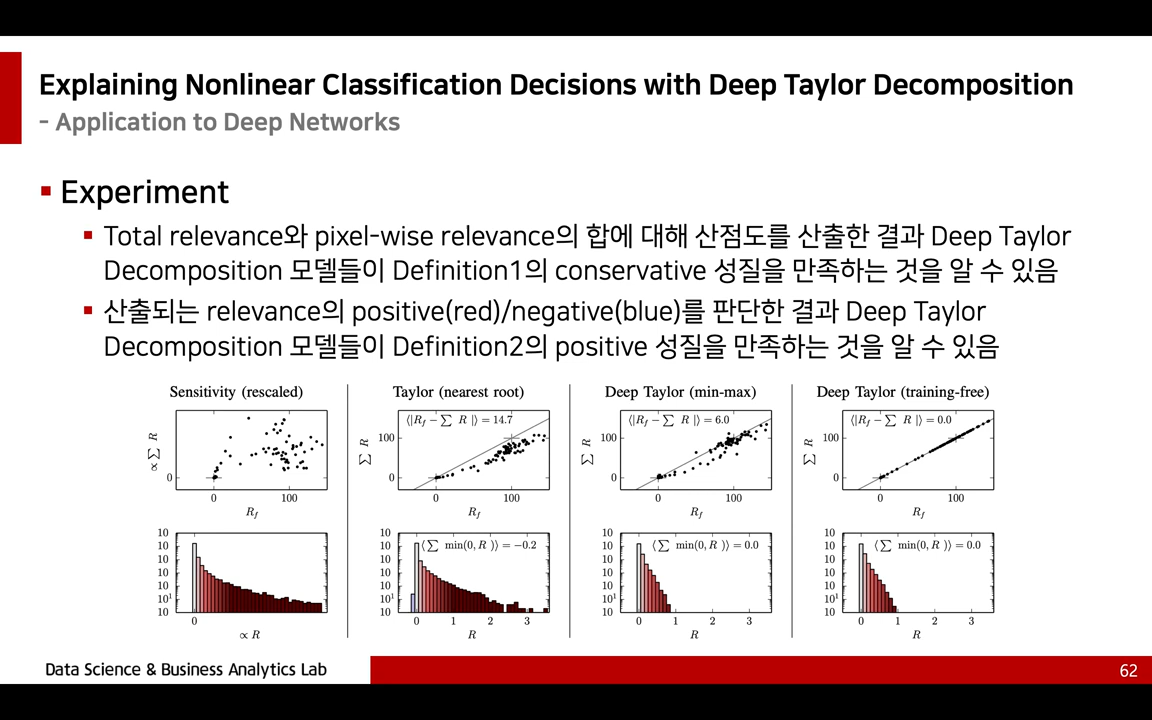 Explaining Nonlinear Classification Decisions with Deep Taylor Decomposition
- Application to Deep Networks
Experiment
Total relevance와 pixel-wise relevance의 합에 대해 산점도를 산출한 결과 Deep Taylor
Decomposition 모델들이 Definition1의 conservative 성질을 만족하는 것을 알 수 있음
산출되는 relevance의 positive(red)/negative(blue)를 판단한 결과 Deep Taylor
Decomposition 모델들이 Definition2의 positive 성질을 만족하는 것을 알 수 있음
Sensitivity (rescaled)
∝ ∑ R
0
0 100
R_f
10
10
10
10
10
10¹
10
0
∝ R
Taylor (nearest root)
⟨|R_f − ∑ R |⟩ = 14.7
∑ R
100
0
0 100
R_f
10
10
10
10
10
10¹
10
⟨∑ min(0, R )⟩ = −0.2
0 1 2 3
R
Deep Taylor (min-max)
⟨|R_f − ∑ R |⟩ = 6.0
∑ R
100
0
0 100
R_f
10
10
10
10
10
10¹
10
⟨∑ min(0, R )⟩ = 0.0
0 1 2 3
R
Deep Taylor (training-free)
⟨|R_f − ∑ R |⟩ = 0.0
∑ R
100
0
0 100
R_f
10
10
10
10
10
10¹
10
⟨∑ min(0, R )⟩ = 0.0
0 1 2 3
R
Data Science & Business Analytics Lab
62